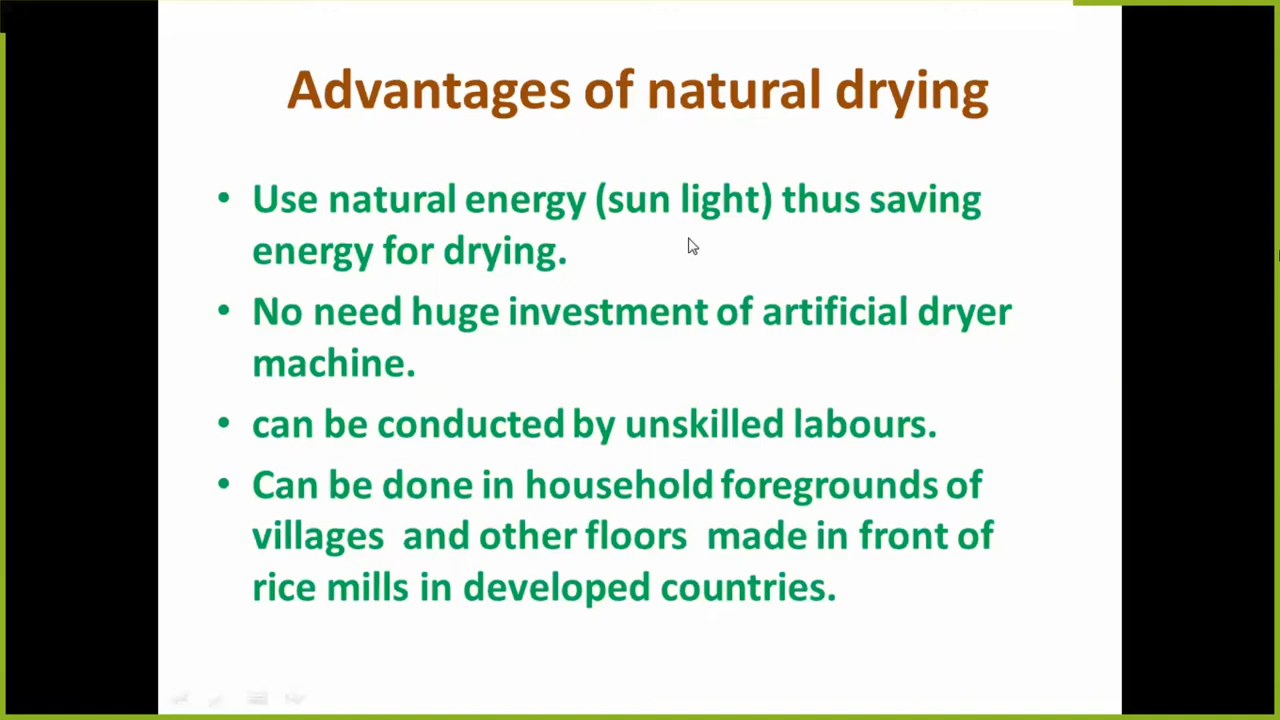 Advantages of natural drying
• Use natural energy (sun light) thus saving
energy for drying.
• No need huge investment of artificial dryer
machine.
• can be conducted by unskilled labours.
• Can be done in household foregrounds of
villages and other floors made in front of
rice mills in developed countries.